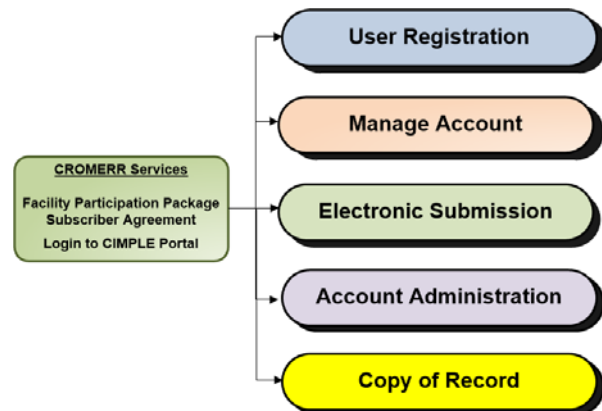 User Registration
Manage Account
CROMERR Services
Facility Participation Package
Subscriber Agreement
Login to CIMPLE Portal
Electronic Submission
Account Administration
Copy of Record